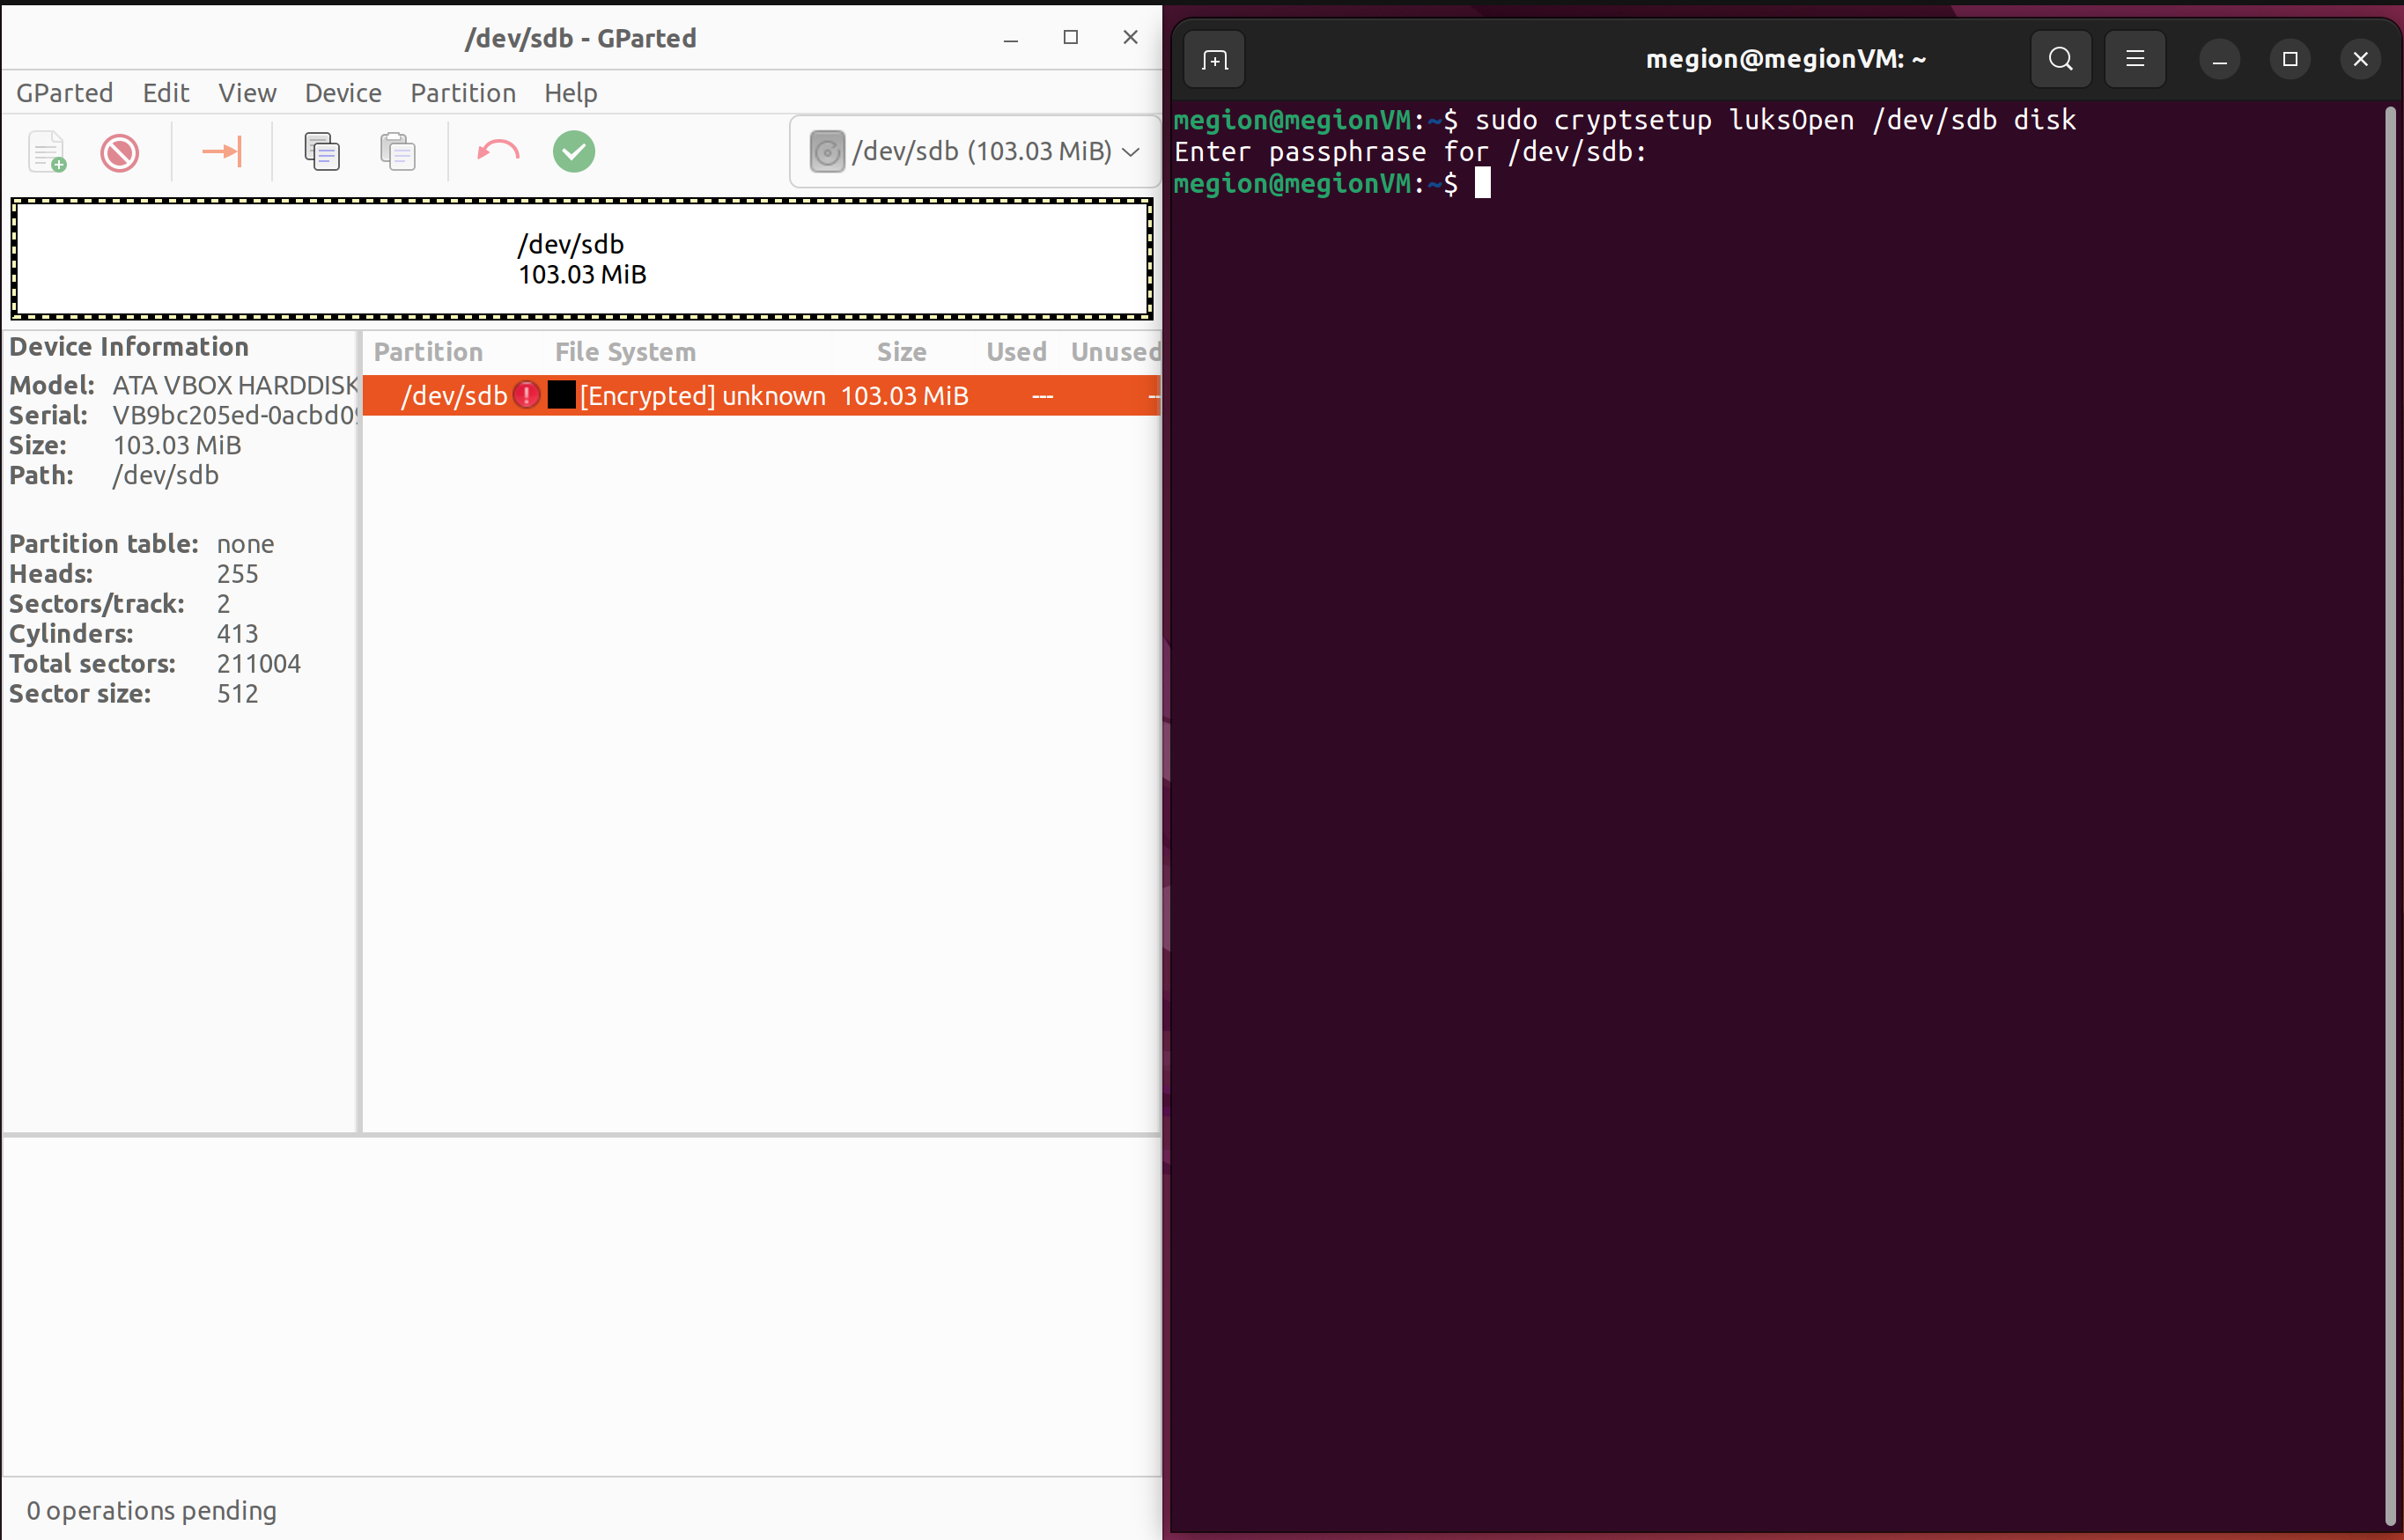 /dev/sdb - GParted
GParted Edit View Device Partition Help
/dev/sdb (103.03 MiB)
/dev/sdb
103.03 MiB
Device Information
Model: ATA VBOX HARDDISK
Serial: VB9bc205ed-0acbd09
Size: 103.03 MiB
Path: /dev/sdb
Partition table: none
Heads: 255
Sectors/track: 2
Cylinders: 413
Total sectors: 211004
Sector size: 512
Partition File System Size Used Unused
/dev/sdb [Encrypted] unknown 103.03 MiB --- --
0 operations pending
megion@megionVM: ~
megion@megionVM:~$ sudo cryptsetup luksOpen /dev/sdb disk
Enter passphrase for /dev/sdb:
megion@megionVM:~$